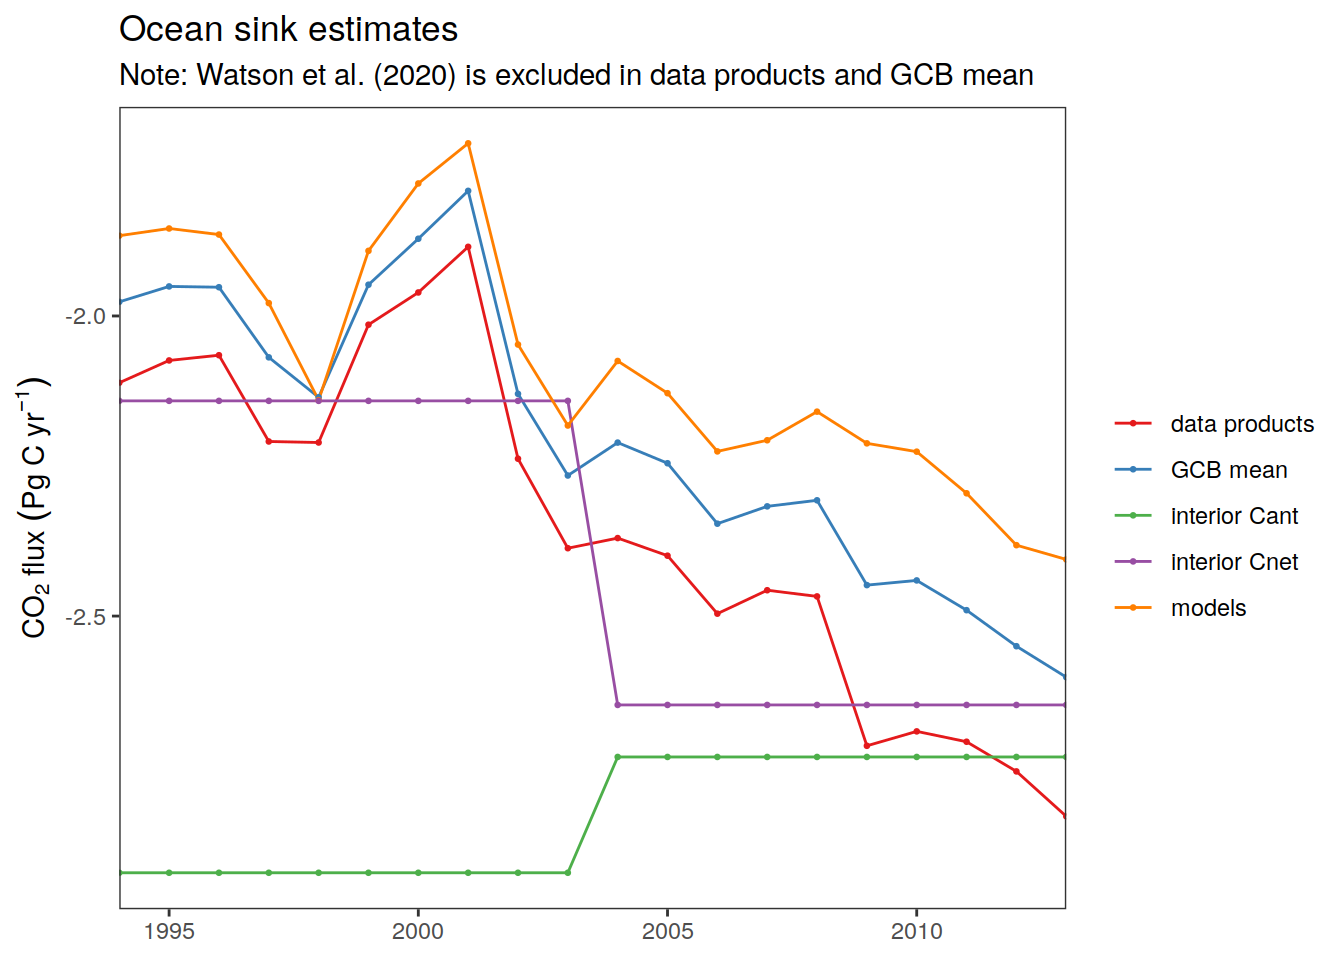 Ocean sink estimates
Note: Watson et al. (2020) is excluded in data products and GCB mean
CO₂ flux (Pg C yr⁻¹)
-2.0
-2.5
1995
2000
2005
2010
data products
GCB mean
interior Cant
interior Cnet
models